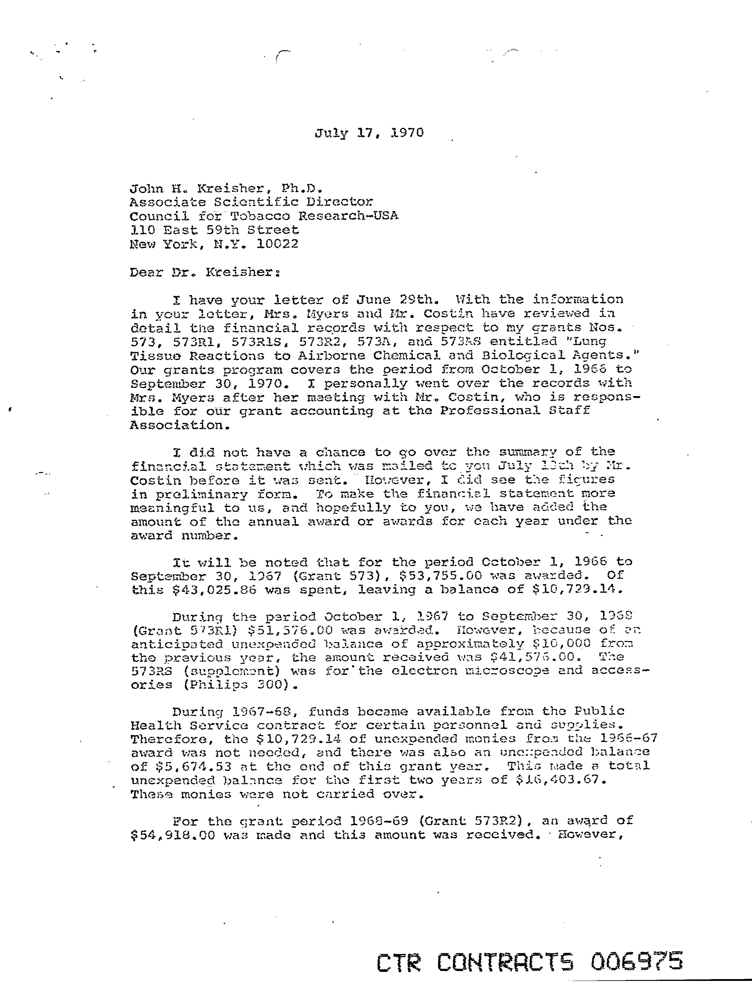 July 17, 1970
John H. Kreisher, Ph.D.
Associate Scientific Director
Council for Tobacco Research-USA
110 East 59th Street
New York, N.Y. 10022
Dear Dr. Kreisher:
I have your letter of June 29th. With the information
in your letter, Mrs. Myers and Mr. Costin have reviewed in
detail the financial records with respect to my grants Nos.
573, 573R1, 573R1S, 573R2, 573A, and 573AS entitled "Lung
Tissue Reactions to Airborne Chemical and Biological Agents."
Our grants program covers the period from October 1, 1966 to
September 30, 1970. I personally went over the records with
Mrs. Myers after her meeting with Mr. Costin, who is respons-
ible for our grant accounting at the Professional Staff
Association.
I did not have a chance to go over the summary of the
financial statement which was mailed to you July 13th by Mr.
Costin before it was sent. However, I did see the figures
in preliminary form. To make the financial statement more
meaningful to us, and hopefully to you, we have added the
amount of the annual award or awards for each year under the
award number.
It will be noted that for the period October 1, 1966 to
September 30, 1967 (Grant 573), $53,755.00 was awarded. Of
this $43,025.86 was spent, leaving a balance of $10,729.14.
During the period October 1, 1967 to September 30, 1968
(Grant 573R1) $51,576.00 was awarded. However, because of an
anticipated unexpended balance of approximately $10,000 from
the previous year, the amount received was $41,576.00. The
573RS (supplement) was for the electron microscope and access-
ories (Philips 300).
During 1967-68, funds became available from the Public
Health Service contract for certain personnel and supplies.
Therefore, the $10,729.14 of unexpended monies from the 1966-67
award was not needed, and there was also an unexpended balance
of $5,674.53 at the end of this grant year. This made a total
unexpended balance for the first two years of $16,403.67.
These monies were not carried over.
For the grant period 1968-69 (Grant 573R2), an award of
$54,918.00 was made and this amount was received. However,
CTR CONTRACTS 006975